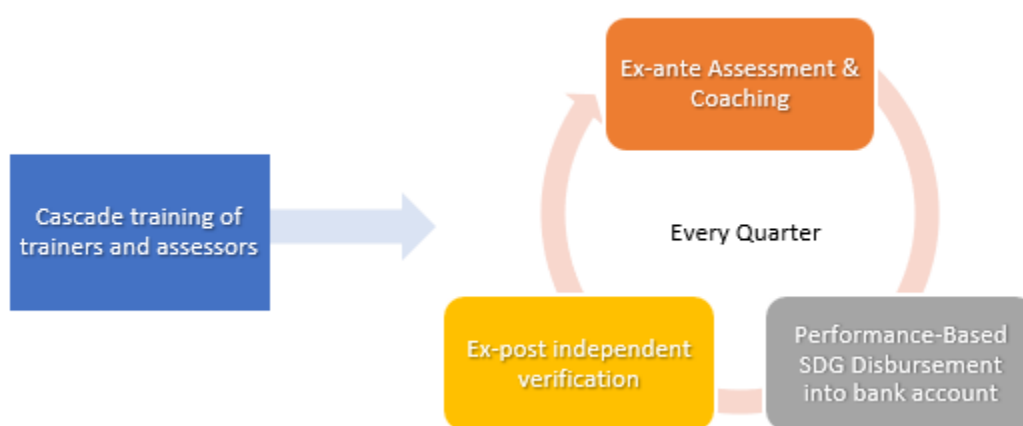 Ex-ante Assessment &
Coaching
Cascade training of
trainers and assessors
Every Quarter
Ex-post independent
verification
Performance-Based
SDG Disbursement
into bank account